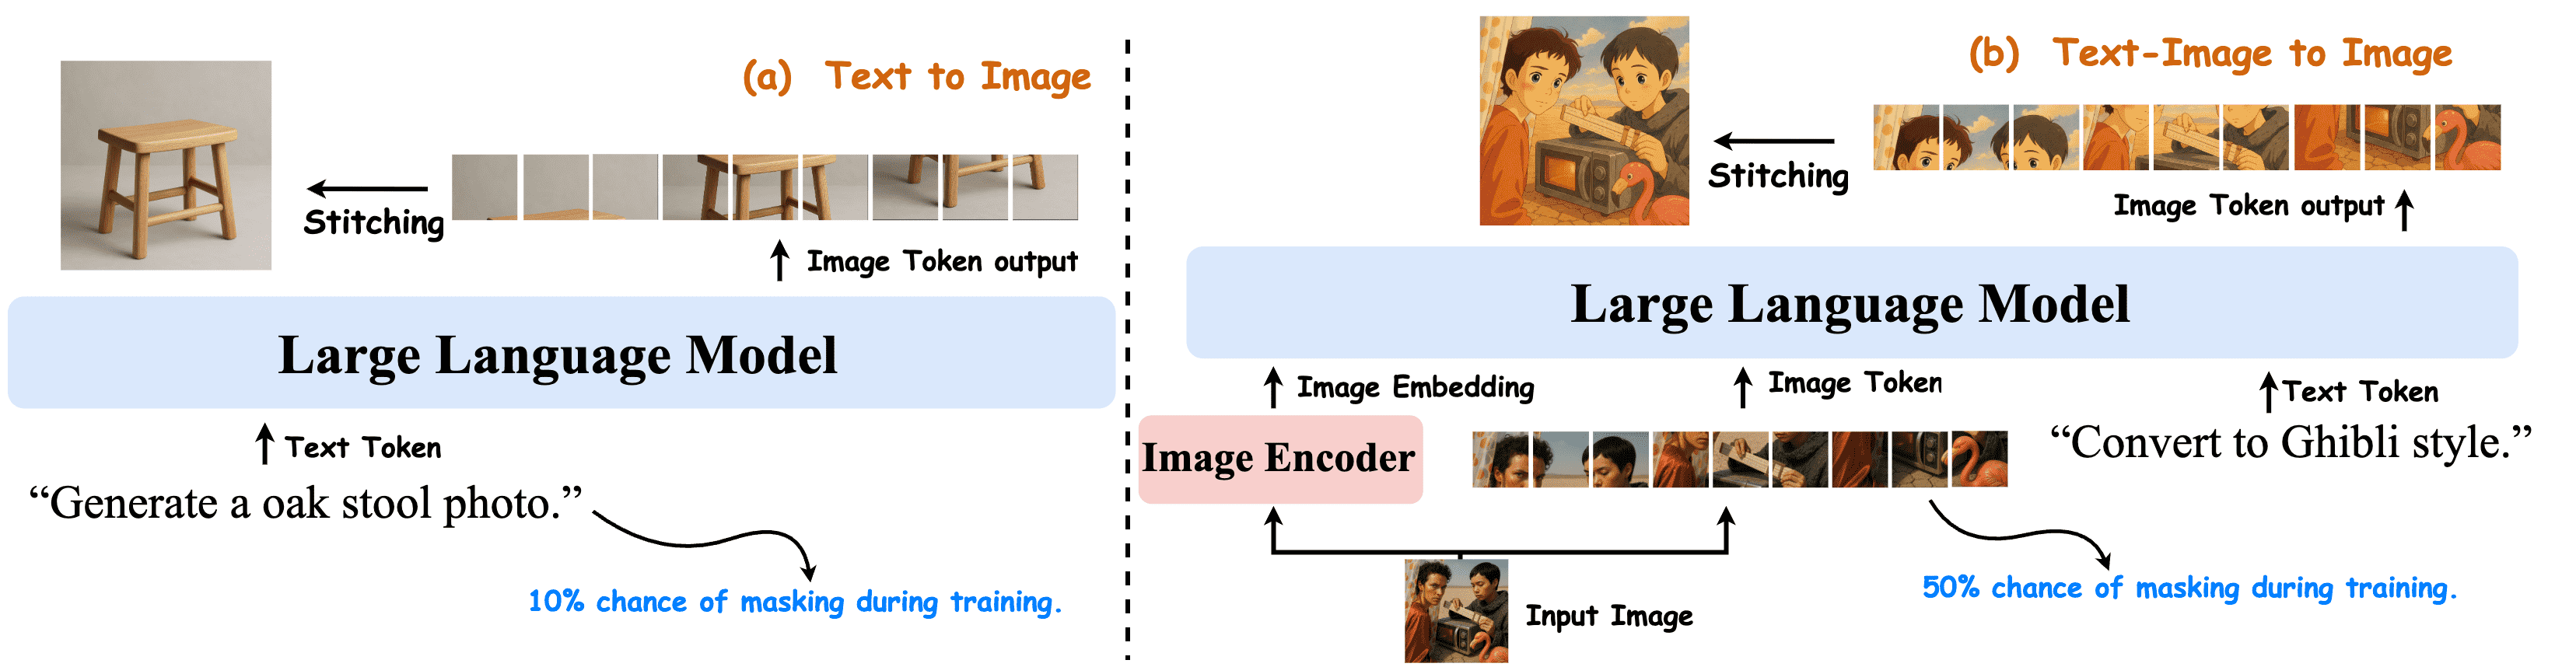 (a) Text to Image
Stitching
Image Token output
Large Language Model
Text Token
“Generate a oak stool photo.”
10% chance of masking during training.
(b) Text-Image to Image
Stitching
Image Token output
Large Language Model
Image Embedding
Image Token
Text Token
Image Encoder
“Convert to Ghibli style.”
50% chance of masking during training.
Input Image